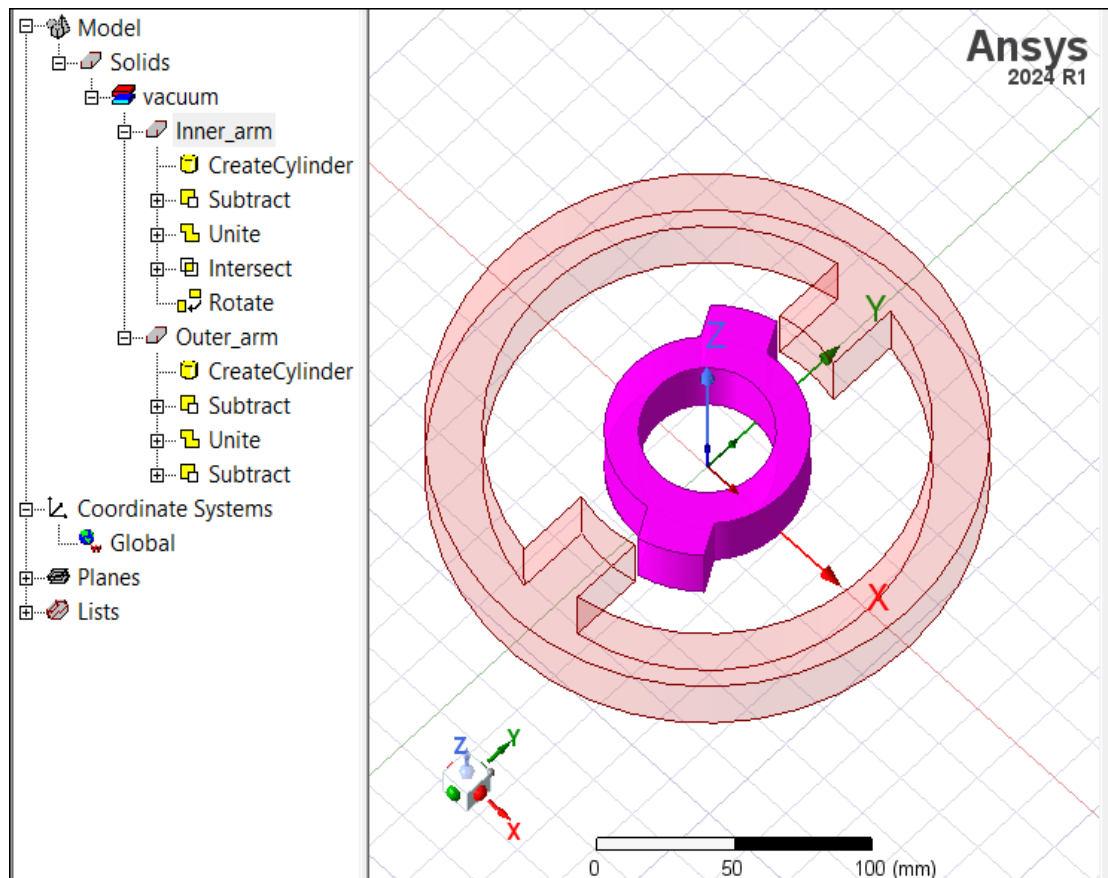 Model
Solids
vacuum
Inner_arm
CreateCylinder
Subtract
Unite
Intersect
Rotate
Outer_arm
CreateCylinder
Subtract
Unite
Subtract
Coordinate Systems
Global
Planes
Lists
Ansys
2024 R1
Y
Z
X
Z
Y
X
0 50 100 (mm)